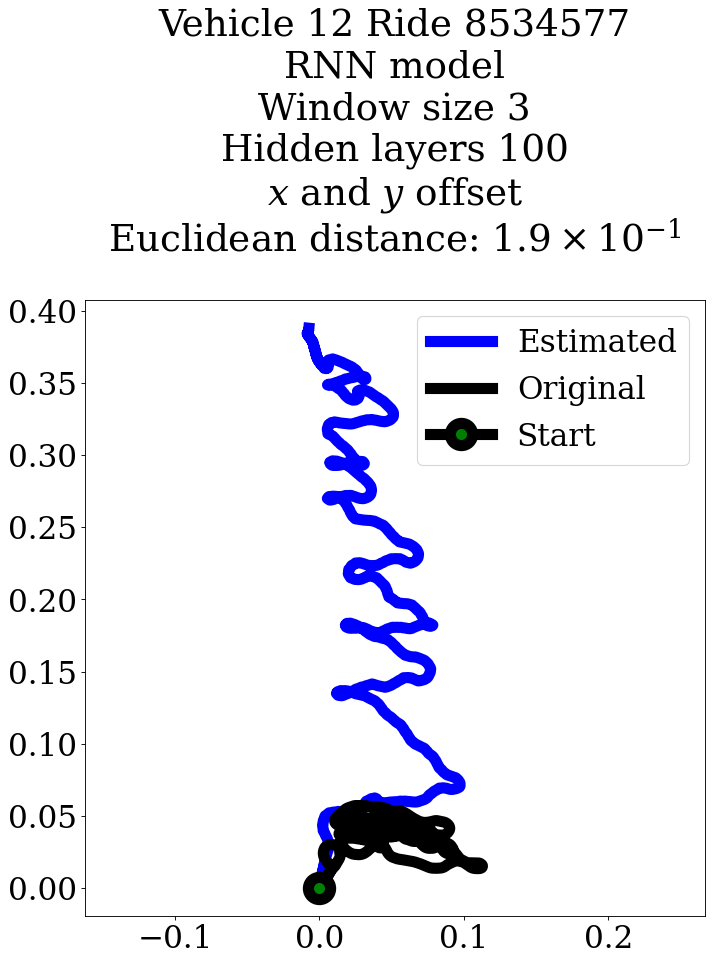 Vehicle 12 Ride 8534577
RNN model
Window size 3
Hidden layers 100
x and y offset
Euclidean distance: 1.9 × 10⁻¹
0.40
0.35
0.30
0.25
0.20
0.15
0.10
0.05
0.00
Estimated
Original
Start
−0.1 0.0 0.1 0.2